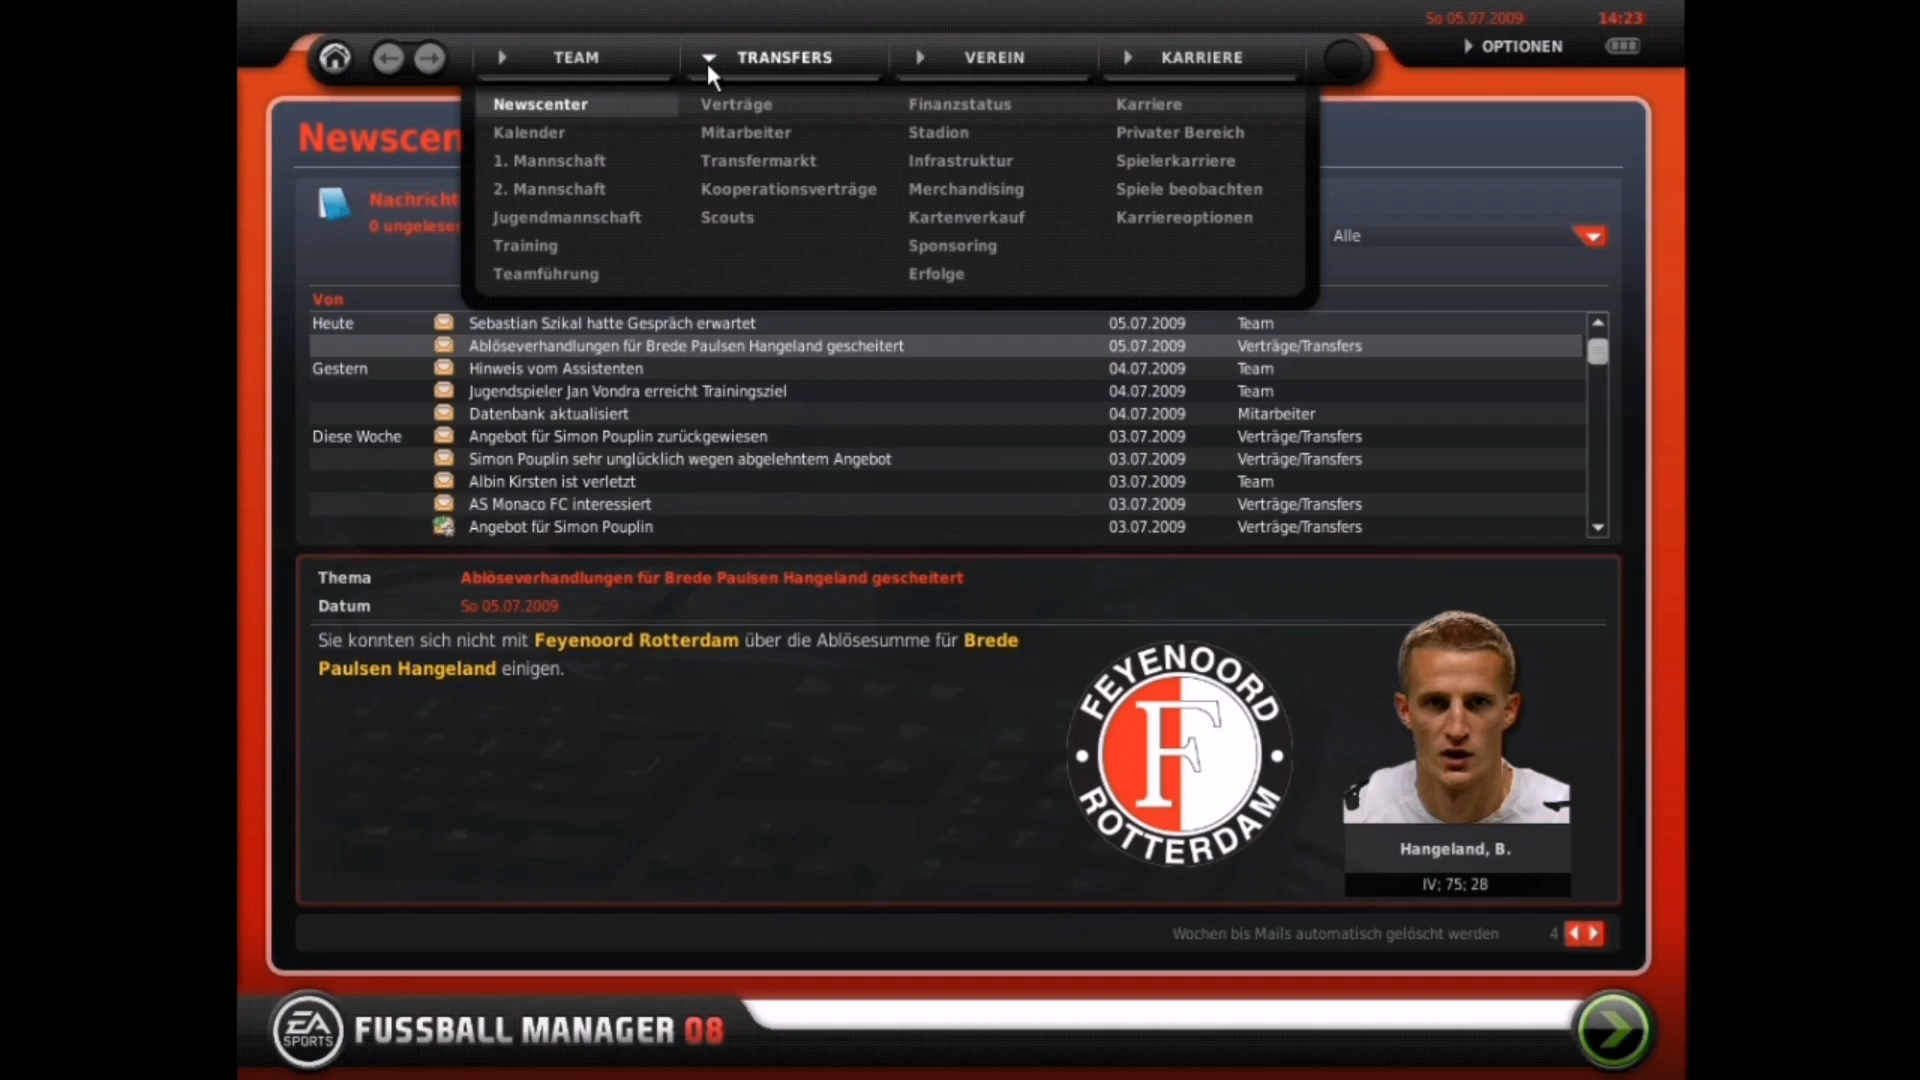 So 05.07.2009 14:23
TEAM TRANSFERS VEREIN KARRIERE OPTIONEN
Newscenter Verträge Finanzstatus Karriere
Kalender Mitarbeiter Stadion Privater Bereich
1. Mannschaft Transfermarkt Infrastruktur Spielerkarriere
2. Mannschaft Kooperationsverträge Merchandising Spiele beobachten
Jugendmannschaft Scouts Kartenverkauf Karriereoptionen
Training Sponsoring
Teamführung Erfolge
Newscen
Nachricht
0 ungelesen
Alle
Von
Heute Sebastian Szikal hatte Gespräch erwartet 05.07.2009 Team
Ablöseverhandlungen für Brede Paulsen Hangeland gescheitert 05.07.2009 Verträge/Transfers
Gestern Hinweis vom Assistenten 04.07.2009 Team
Jugendspieler Jan Vondra erreicht Trainingsziel 04.07.2009 Team
Datenbank aktualisiert 04.07.2009 Mitarbeiter
Diese Woche Angebot für Simon Pouplin zurückgewiesen 03.07.2009 Verträge/Transfers
Simon Pouplin sehr unglücklich wegen abgelehntem Angebot 03.07.2009 Verträge/Transfers
Albin Kirsten ist verletzt 03.07.2009 Team
AS Monaco FC interessiert 03.07.2009 Verträge/Transfers
Angebot für Simon Pouplin 03.07.2009 Verträge/Transfers
Thema Ablöseverhandlungen für Brede Paulsen Hangeland gescheitert
Datum So 05.07.2009
Sie konnten sich nicht mit Feyenoord Rotterdam über die Ablösesumme für Brede
Paulsen Hangeland einigen.
FEYENOORD
F
ROTTERDAM
Hangeland, B.
IV; 75; 28
Wochen bis Mails automatisch gelöscht werden 4
EA SPORTS FUSSBALL MANAGER 08